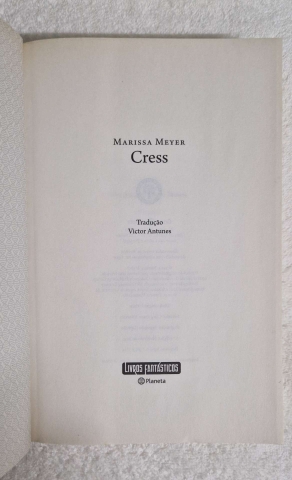 MARISSA MEYER
Cress
Tradução
Victor Antunes
LIVROS FANTÁSTICOS
Planeta